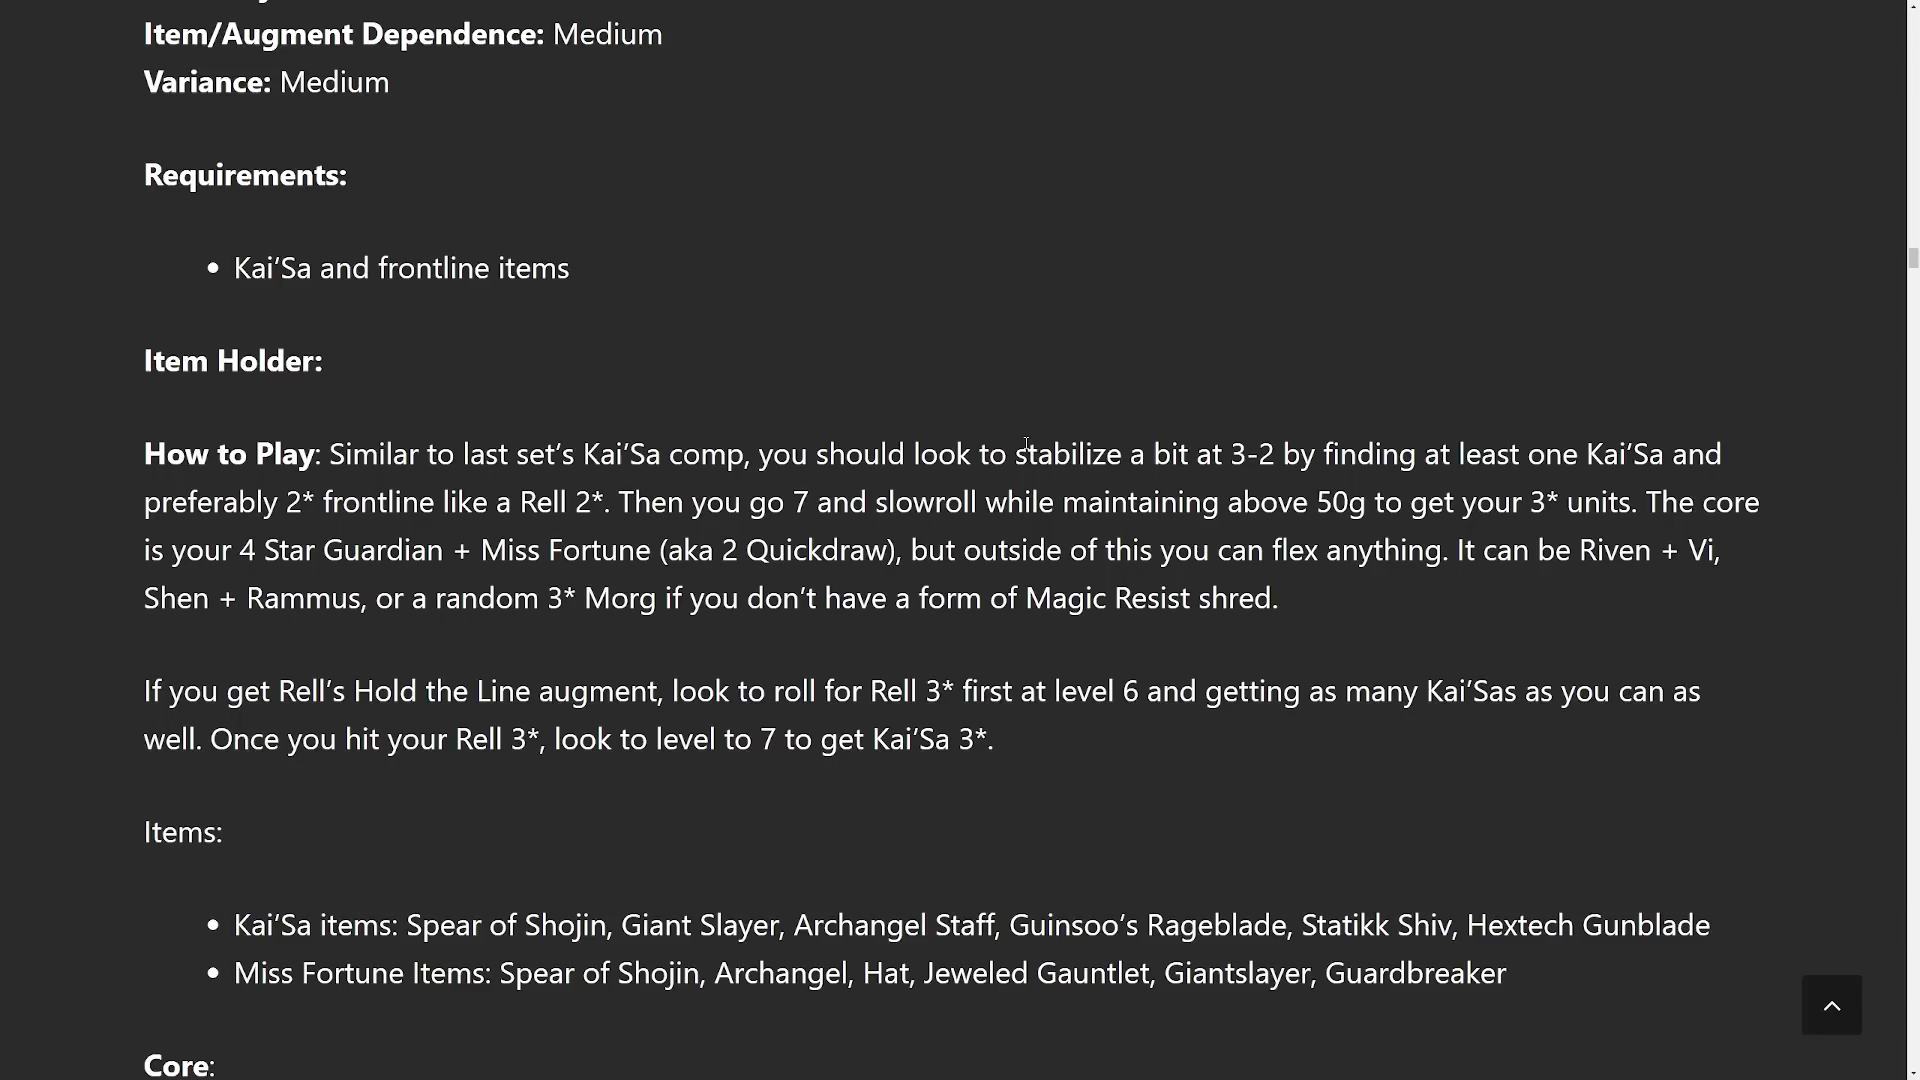 Item/Augment Dependence: Medium
Variance: Medium
Requirements:
• Kai’Sa and frontline items
Item Holder:
How to Play: Similar to last set’s Kai’Sa comp, you should look to stabilize a bit at 3-2 by finding at least one Kai’Sa and
preferably 2* frontline like a Rell 2*. Then you go 7 and slowroll while maintaining above 50g to get your 3* units. The core
is your 4 Star Guardian + Miss Fortune (aka 2 Quickdraw), but outside of this you can flex anything. It can be Riven + Vi,
Shen + Rammus, or a random 3* Morg if you don’t have a form of Magic Resist shred.
If you get Rell’s Hold the Line augment, look to roll for Rell 3* first at level 6 and getting as many Kai’Sas as you can as
well. Once you hit your Rell 3*, look to level to 7 to get Kai’Sa 3*.
Items:
• Kai’Sa items: Spear of Shojin, Giant Slayer, Archangel Staff, Guinsoo’s Rageblade, Statikk Shiv, Hextech Gunblade
• Miss Fortune Items: Spear of Shojin, Archangel, Hat, Jeweled Gauntlet, Giantslayer, Guardbreaker
Core: